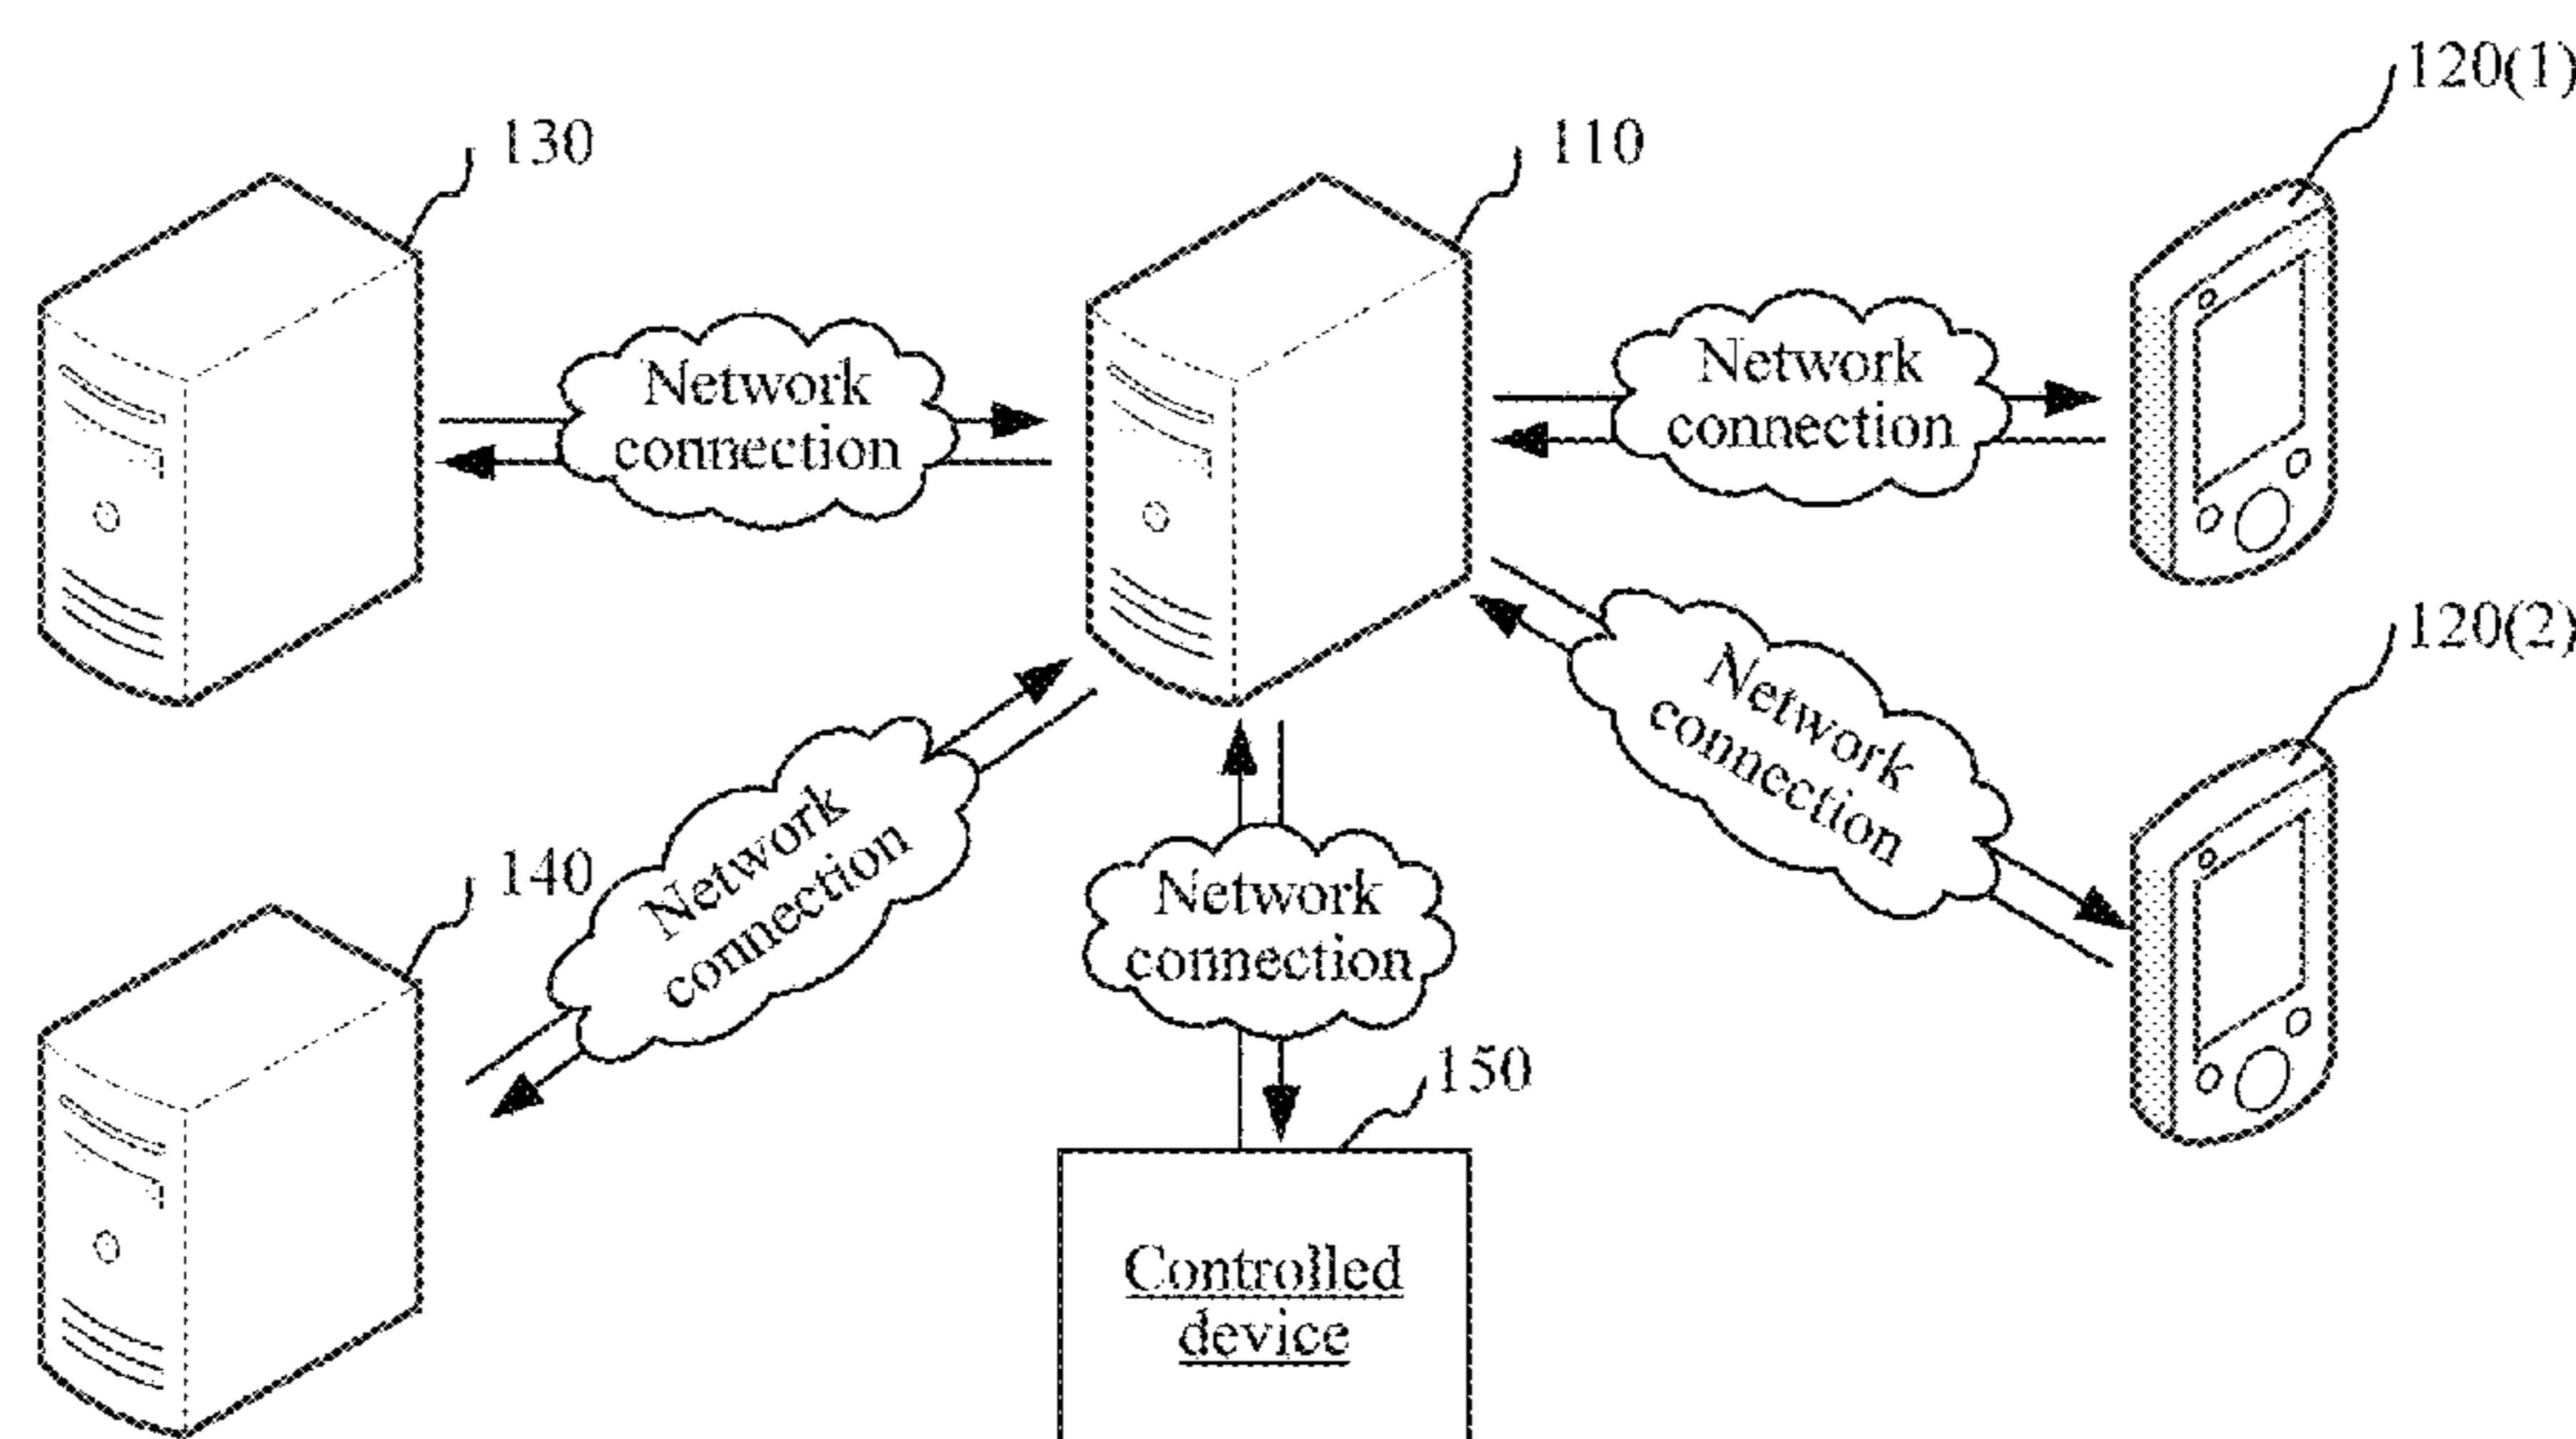 120(1)
130
110
Network
connection
Network
connection
120(2)
Network
connection
Network
connection
140
Network
connection
150
Controlled
device